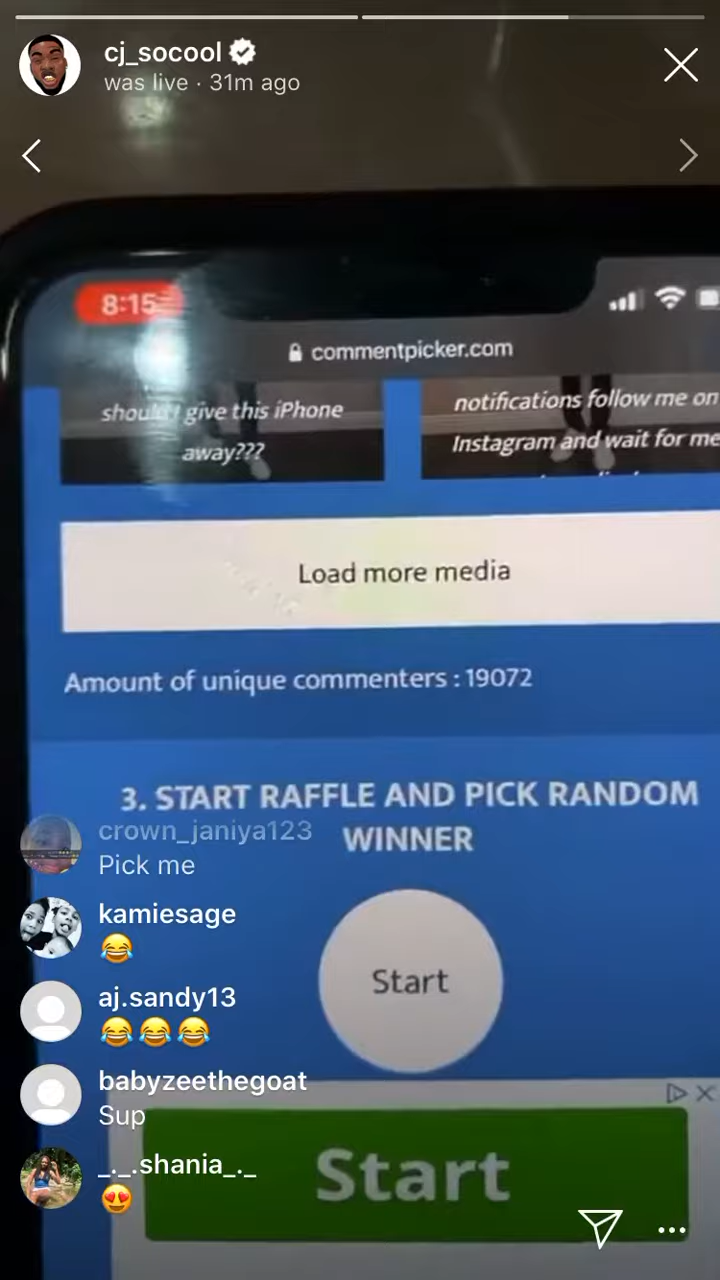 cj_socool
was live · 31m ago
8:15
commentpicker.com
should I give this iPhone
away???
notifications follow me on
Instagram and wait for me
Load more media
Amount of unique commenters : 19072
3. START RAFFLE AND PICK RANDOM
WINNER
Start
crown_janiya123
Pick me
kamiesage
😂
aj.sandy13
😂😂😂
babyzeethegoat
Sup
_._.shania_._
😍
Start